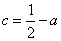 c = 1/2 − a